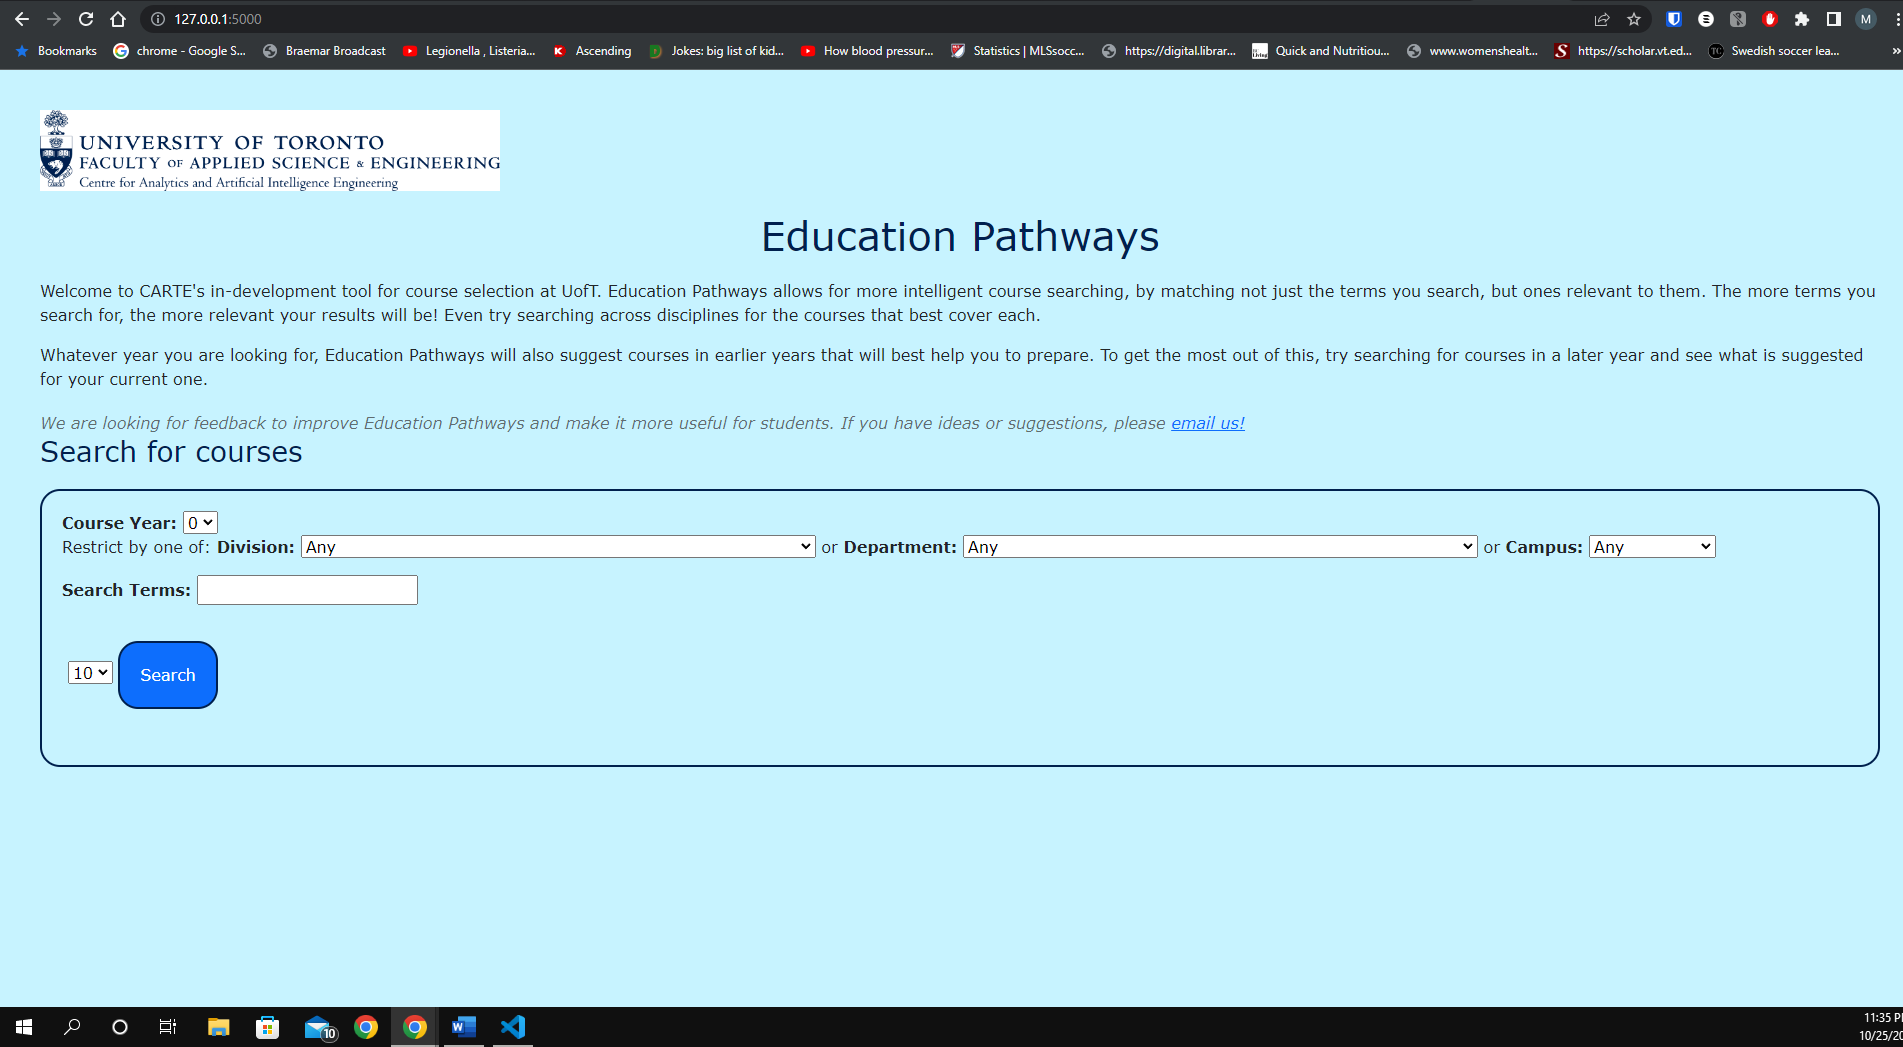 127.0.0.1:5000
M
Bookmarks
chrome - Google S...
Braemar Broadcast
Legionella , Listeria...
Ascending
Jokes: big list of kid...
How blood pressur...
Statistics | MLSsocc...
https://digital.librar...
Quick and Nutritiou...
www.womenshealt...
https://scholar.vt.ed...
Swedish soccer lea...
»
UNIVERSITY OF TORONTO
FACULTY OF APPLIED SCIENCE & ENGINEERING
Centre for Analytics and Artificial Intelligence Engineering
Education Pathways
Welcome to CARTE's in-development tool for course selection at UofT. Education Pathways allows for more intelligent course searching, by matching not just the terms you search, but ones relevant to them. The more terms you
search for, the more relevant your results will be! Even try searching across disciplines for the courses that best cover each.
Whatever year you are looking for, Education Pathways will also suggest courses in earlier years that will best help you to prepare. To get the most out of this, try searching for courses in a later year and see what is suggested
for your current one.
We are looking for feedback to improve Education Pathways and make it more useful for students. If you have ideas or suggestions, please email us!
Search for courses
Course Year: 0
Restrict by one of: Division: Any or Department: Any or Campus: Any
Search Terms:
10 Search
10
11:35 P
10/25/20